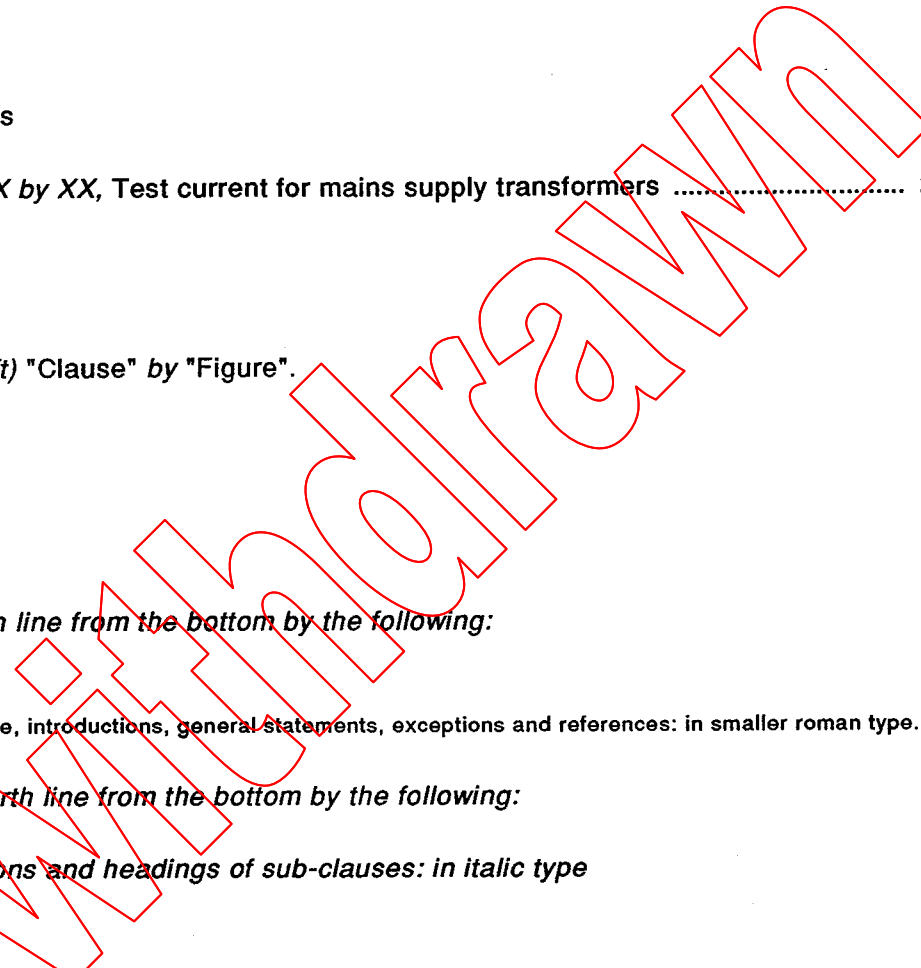 s
X by XX, Test current for mains supply transformers ..............................
t) "Clause" by "Figure".
line from the bottom by the following:
e, introductions, general statements, exceptions and references: in smaller roman type.
rth line from the bottom by the following:
ons and headings of sub-clauses: in italic type
withdrawn